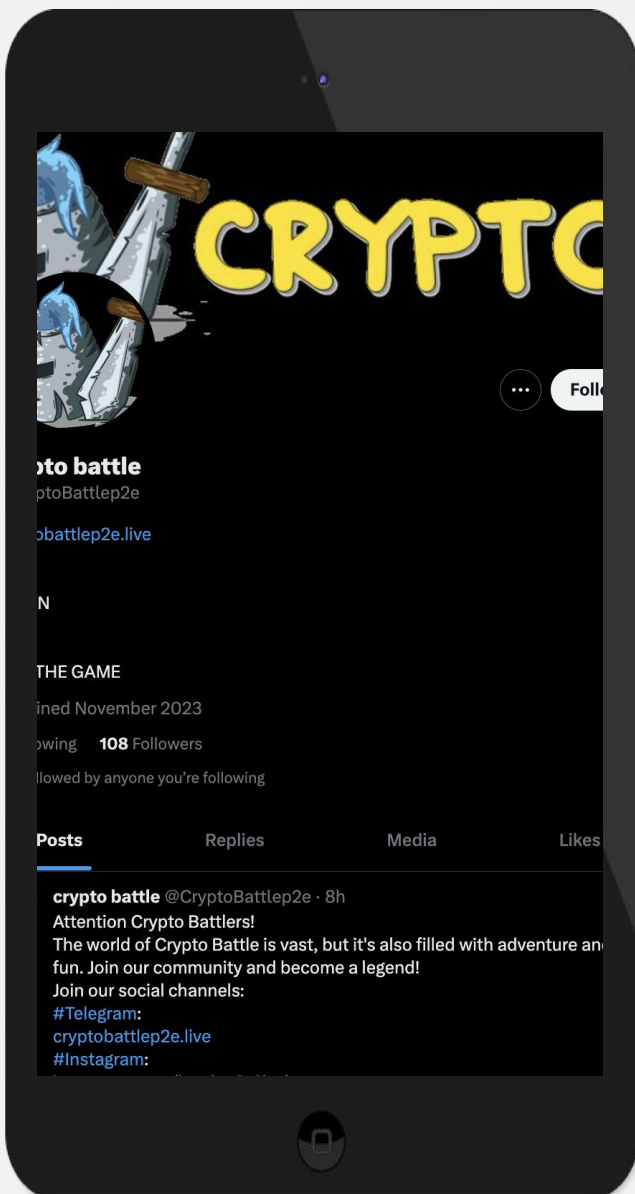 CRYPTO
Follo
pto battle
ptoBattlep2e
obattlep2e.live
N
THE GAME
ined November 2023
owing 108 Followers
llowed by anyone you're following
Posts Replies Media Likes
crypto battle @CryptoBattlep2e · 8h
Attention Crypto Battlers!
The world of Crypto Battle is vast, but it's also filled with adventure and
fun. Join our community and become a legend!
Join our social channels:
#Telegram:
cryptobattlep2e.live
#Instagram: